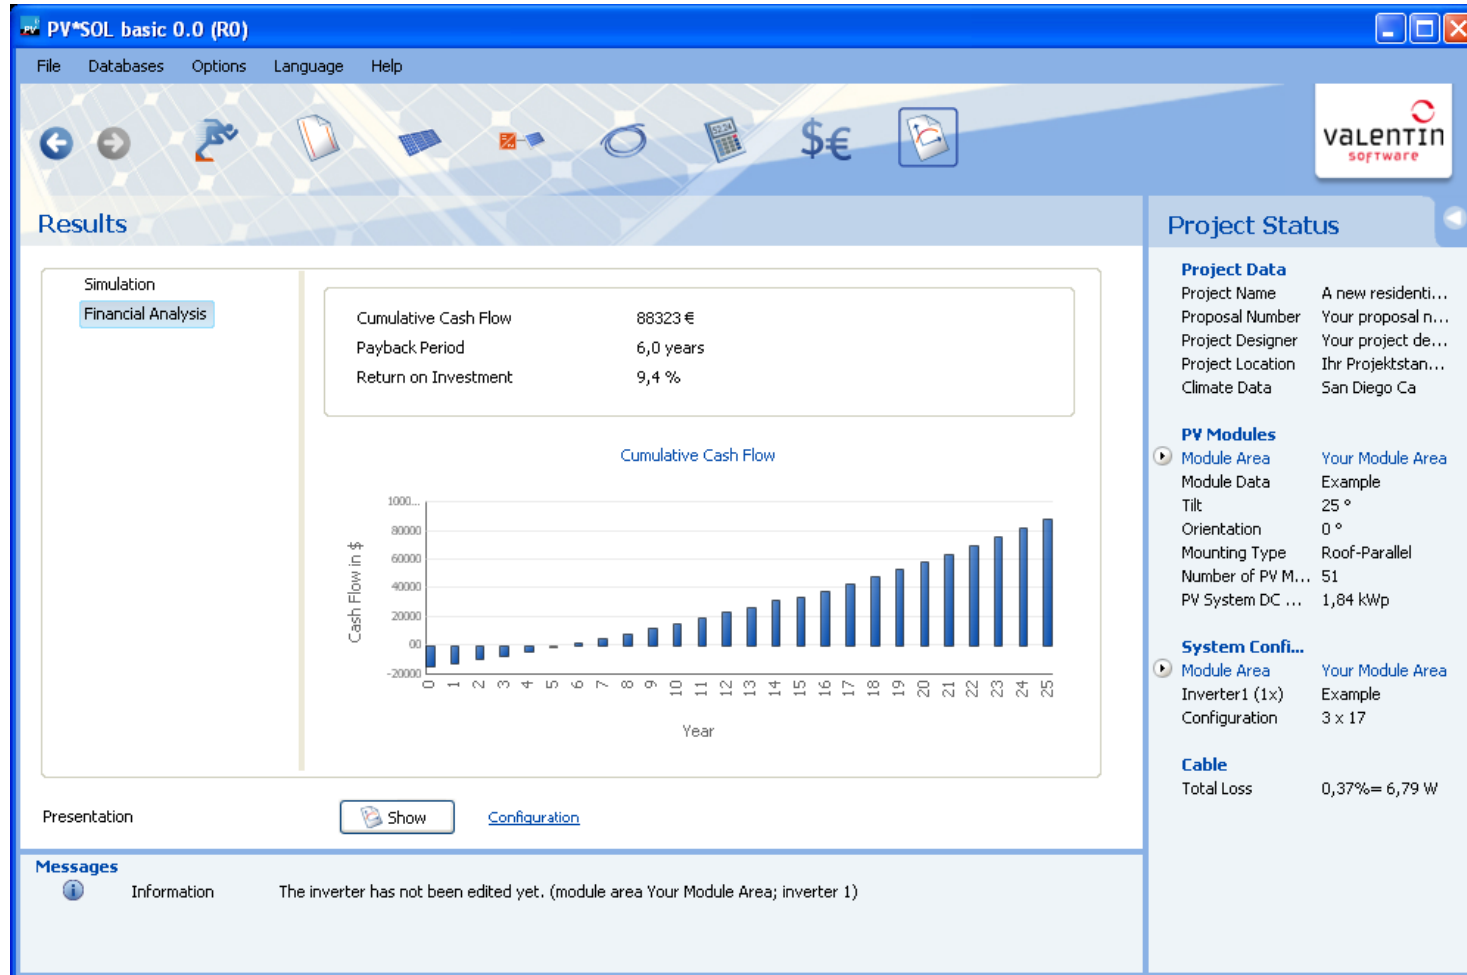 PV*SOL basic 0.0 (R0)
File Databases Options Language Help
52,24
$€
valentin
software
Results
Simulation
Financial Analysis
Cumulative Cash Flow 88323 €
Payback Period 6,0 years
Return on Investment 9,4 %
Cumulative Cash Flow
Cash Flow in $
1000...
80000
60000
40000
20000
00
-20000
0 1 2 3 4 5 6 7 8 9 10 11 12 13 14 15 16 17 18 19 20 21 22 23 24 25
Year
Presentation Show Configuration
Messages
Information The inverter has not been edited yet. (module area Your Module Area; inverter 1)
Project Status
Project Data
Project Name A new residenti...
Proposal Number Your proposal n...
Project Designer Your project de...
Project Location Ihr Projektstan...
Climate Data San Diego Ca
PV Modules
Module Area Your Module Area
Module Data Example
Tilt 25 °
Orientation 0 °
Mounting Type Roof-Parallel
Number of PV M... 51
PV System DC ... 1,84 kWp
System Confi...
Module Area Your Module Area
Inverter1 (1x) Example
Configuration 3 x 17
Cable
Total Loss 0,37%= 6,79 W